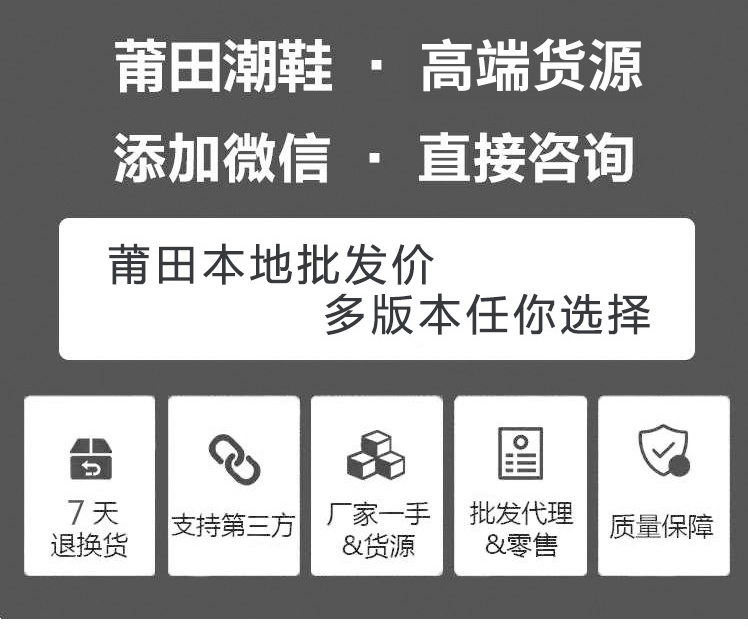 莆田潮鞋 · 高端货源
添加微信 · 直接咨询
莆田本地批发价
多版本任你选择
7天
退换货
支持第三方
厂家一手
&货源
批发代理
&零售
质量保障